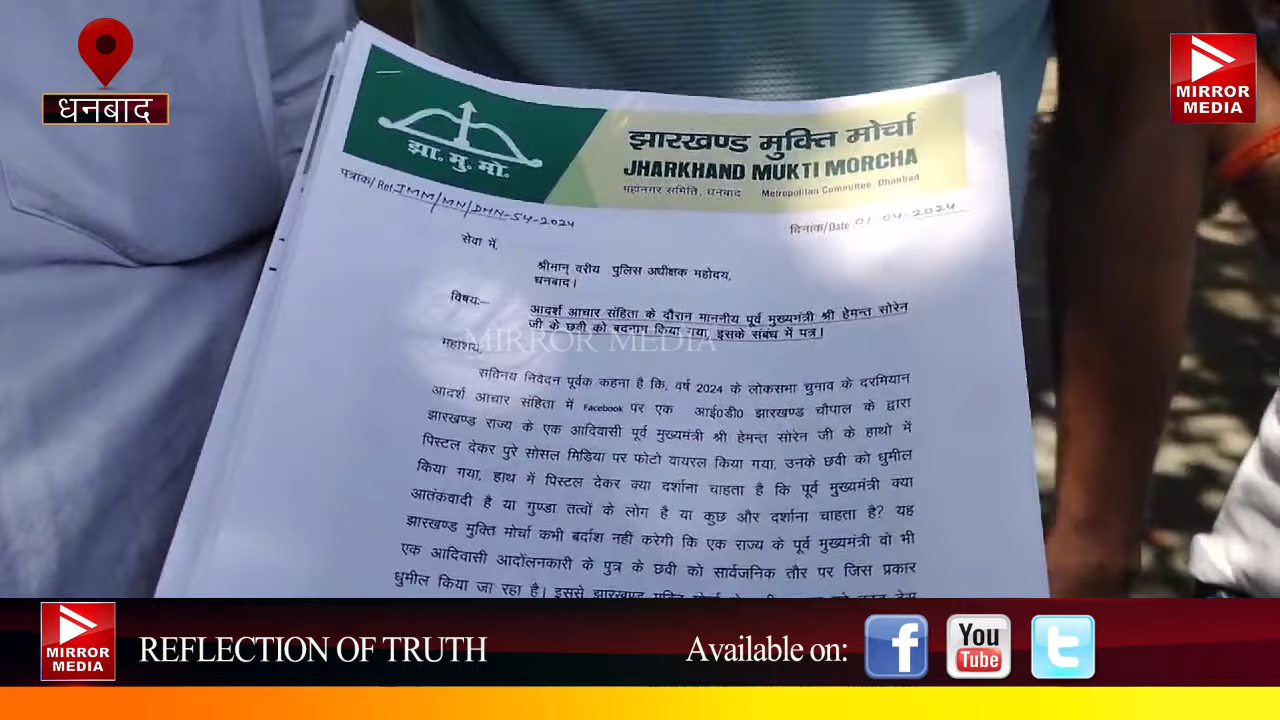 धनबाद
MIRROR
MEDIA
झा. मु. मो.
झारखण्ड मुक्ति मोर्चा
JHARKHAND MUKTI MORCHA
महानगर समिति, धनबाद Metropolitan Committee, Dhanbad
पत्रांक/Ref. JMM/MN/DHN-54-2024
दिनांक/Date 01-04-2024
सेवा में,
श्रीमान् वरीय पुलिस अधीक्षक महोदय,
धनबाद।
विषय:— आदर्श आचार संहिता के दौरान माननीय पूर्व मुख्यमंत्री श्री हेमन्त सोरेन
जी के छवी को बदनाम किया गया, इसके संबंध में पत्र।
MIRROR MEDIA
महाशय,
सविनय निवेदन पूर्वक कहना है कि, वर्ष 2024 के लोकसभा चुनाव के दरमियान
आदर्श आचार संहिता में Facebook पर एक आई0डी0 झारखण्ड चौपाल के द्वारा
झारखण्ड राज्य के एक आदिवासी पूर्व मुख्यमंत्री श्री हेमन्त सोरेन जी के हाथो में
पिस्टल देकर पुरे सोसल मिडिया पर फोटो वायरल किया गया, उनके छवी को धुमील
किया गया, हाथ में पिस्टल देकर क्या दर्शाना चाहता है कि पूर्व मुख्यमंत्री क्या
आतंकवादी है या गुण्डा तत्वों के लोग है या कुछ और दर्शाना चाहता है? यह
झारखण्ड मुक्ति मोर्चा कभी बर्दाश नहीं करेगी कि एक राज्य के पूर्व मुख्यमंत्री वो भी
एक आदिवासी आदोंलनकारी के पुत्र के छवी को सार्वजनिक तौर पर जिस प्रकार
धुमील किया जा रहा है। इससे झारखण्ड मुक्ति मोर्चा
MIRROR
MEDIA
REFLECTION OF TRUTH
Available on:
f
You
Tube
t